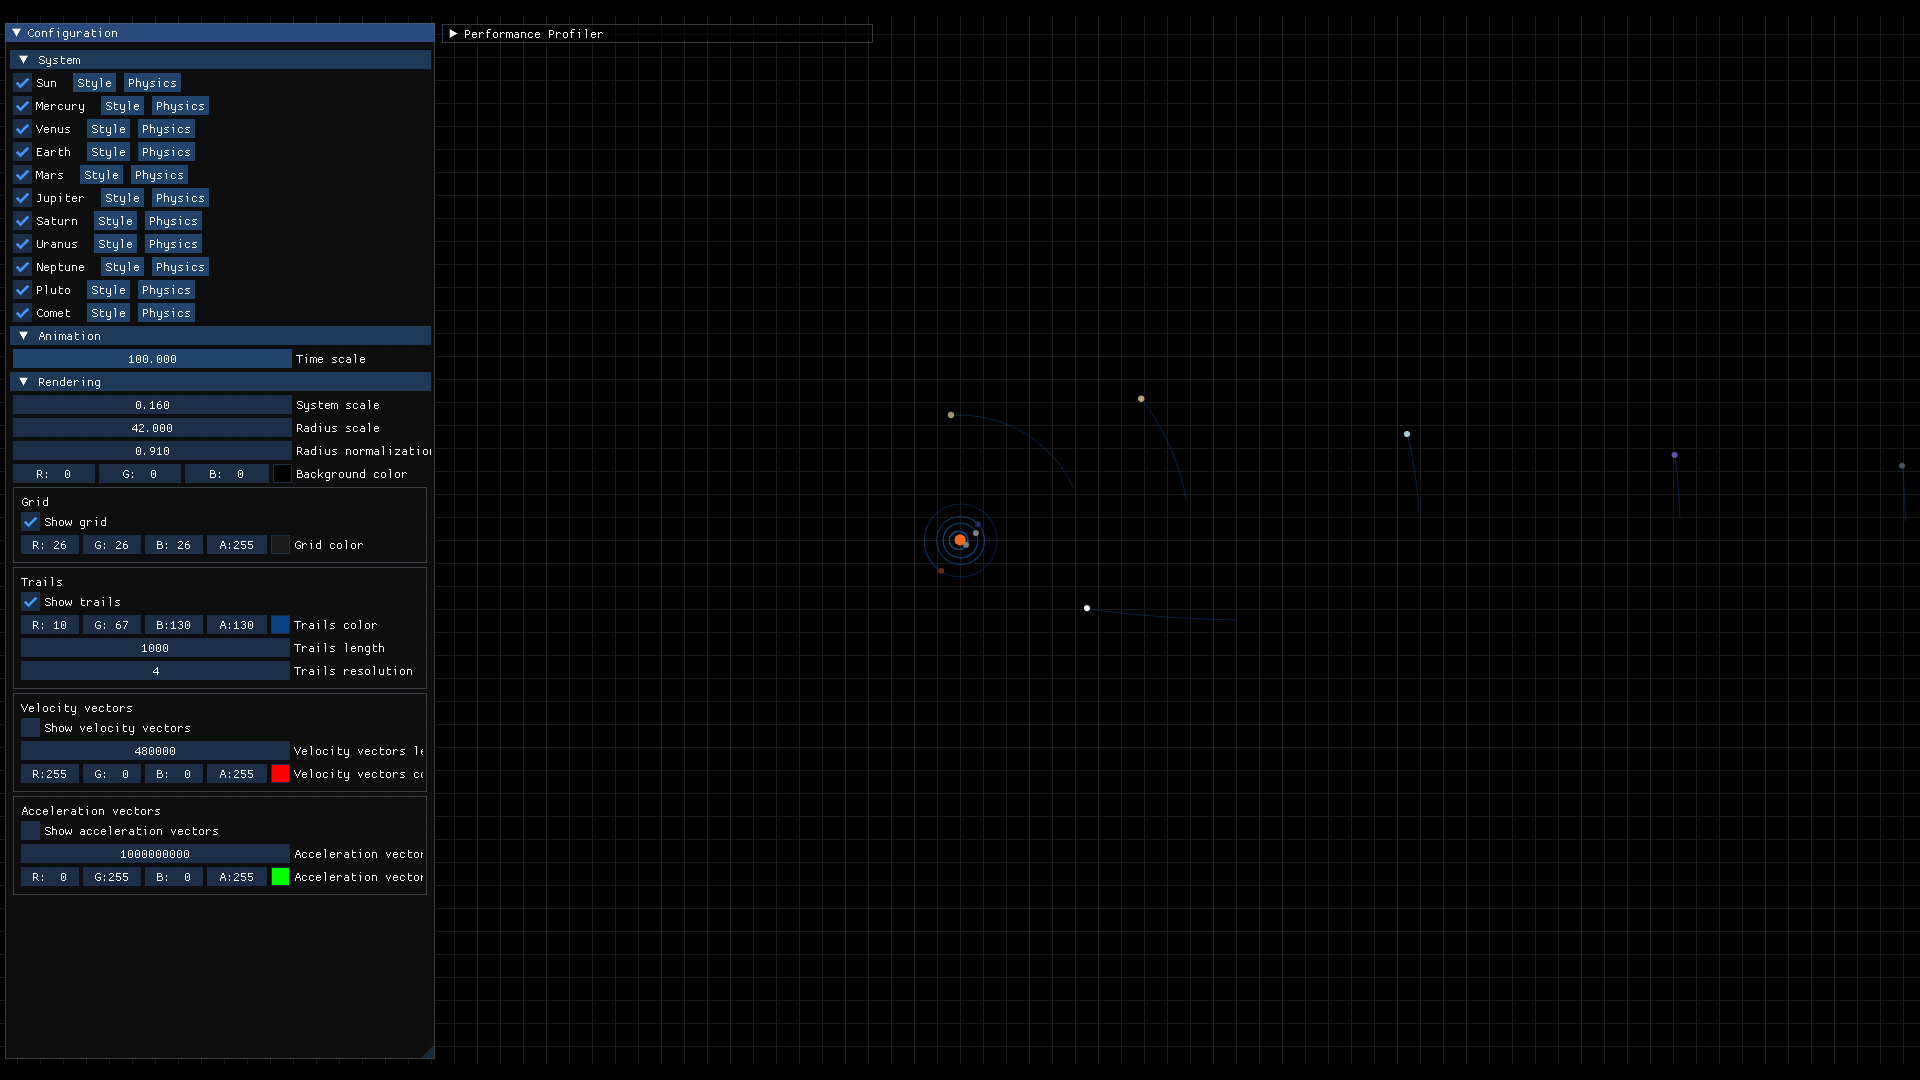 Configuration
Performance Profiler
System
Sun Style Physics
Mercury Style Physics
Venus Style Physics
Earth Style Physics
Mars Style Physics
Jupiter Style Physics
Saturn Style Physics
Uranus Style Physics
Neptune Style Physics
Pluto Style Physics
Comet Style Physics
Animation
100.000 Time scale
Rendering
0.160 System scale
42.000 Radius scale
0.910 Radius normalizatio
R: 0 G: 0 B: 0 Background color
Grid
Show grid
R: 26 G: 26 B: 26 A:255 Grid color
Trails
Show trails
R: 10 G: 67 B:130 A:130 Trails color
1000 Trails length
4 Trails resolution
Velocity vectors
Show velocity vectors
480000 Velocity vectors l
R:255 G: 0 B: 0 A:255 Velocity vectors c
Acceleration vectors
Show acceleration vectors
1000000000 Acceleration vector
R: 0 G:255 B: 0 A:255 Acceleration vector